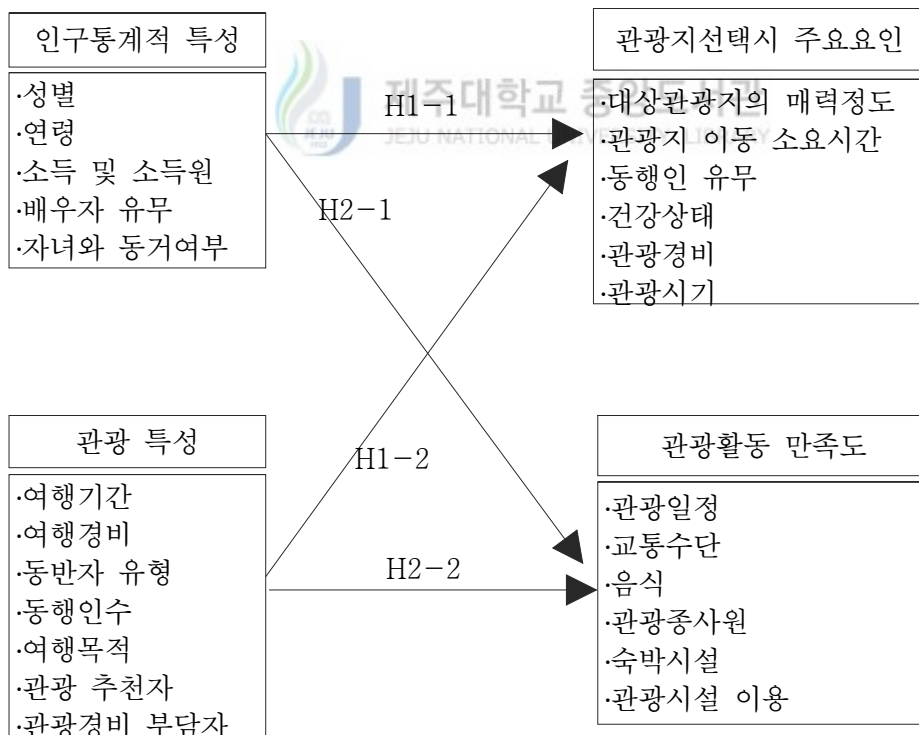 인구통계적 특성
·성별
·연령
·소득 및 소득원
·배우자 유무
·자녀와 동거여부
제주대학교 중앙도서관
JEJU NATIONAL UNIVERSITY LIBRARY
H1-1
H2-1
관광지선택시 주요요인
·대상관광지의 매력정도
·관광지 이동 소요시간
·동행인 유무
·건강상태
·관광경비
·관광시기
관광 특성
·여행기간
·여행경비
·동반자 유형
·동행인수
·여행목적
·관광 추천자
·관광경비 부담자
H1-2
H2-2
관광활동 만족도
·관광일정
·교통수단
·음식
·관광종사원
·숙박시설
·관광시설 이용